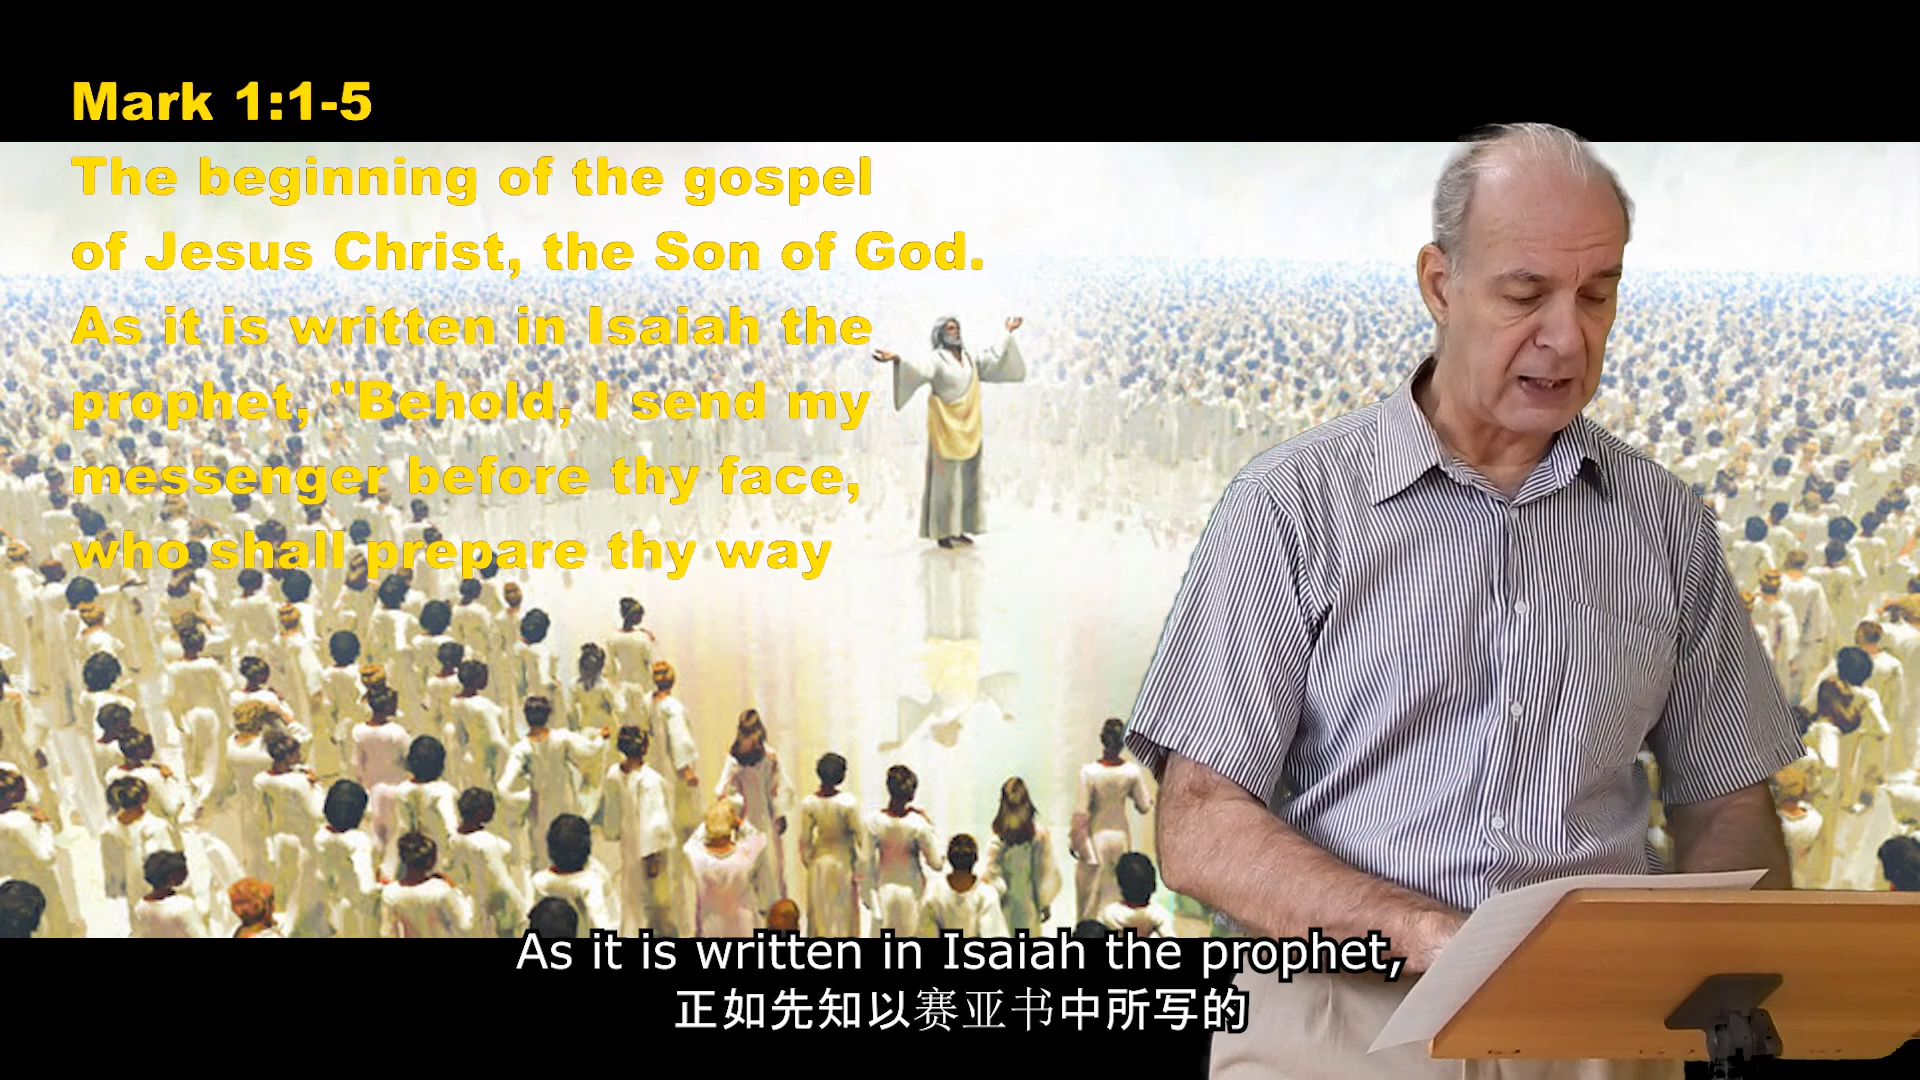 Mark 1:1-5
The beginning of the gospel
of Jesus Christ, the Son of God.
As it is written in Isaiah the
prophet, "Behold, I send my
messenger before thy face,
who shall prepare thy way
As it is written in Isaiah the prophet,
正如先知以赛亚书中所写的